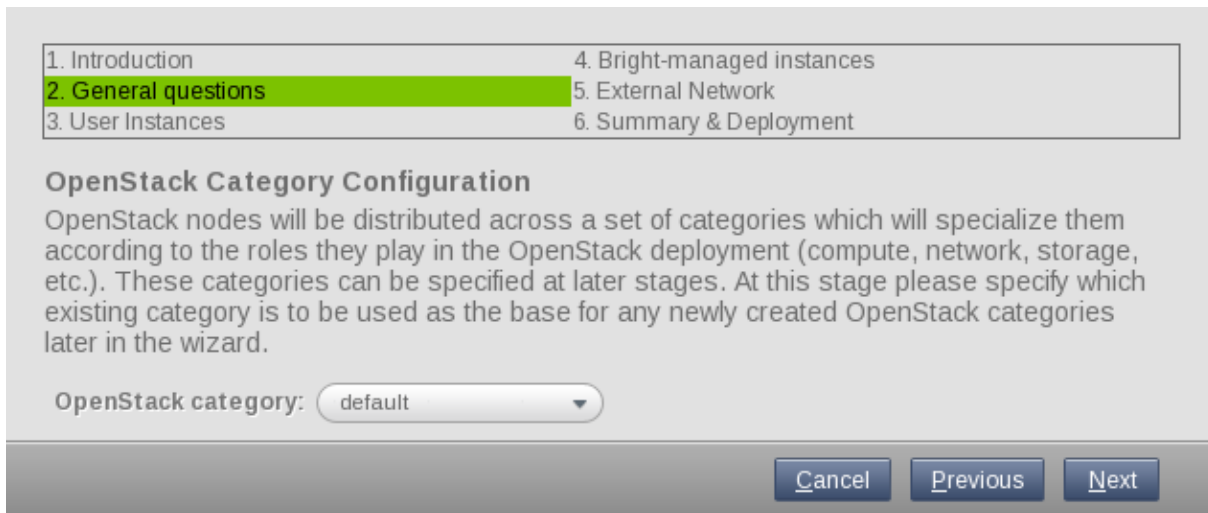 1. Introduction
2. General questions
3. User Instances
4. Bright-managed instances
5. External Network
6. Summary & Deployment
OpenStack Category Configuration
OpenStack nodes will be distributed across a set of categories which will specialize them
according to the roles they play in the OpenStack deployment (compute, network, storage,
etc.). These categories can be specified at later stages. At this stage please specify which
existing category is to be used as the base for any newly created OpenStack categories
later in the wizard.
OpenStack category: default
Cancel Previous Next